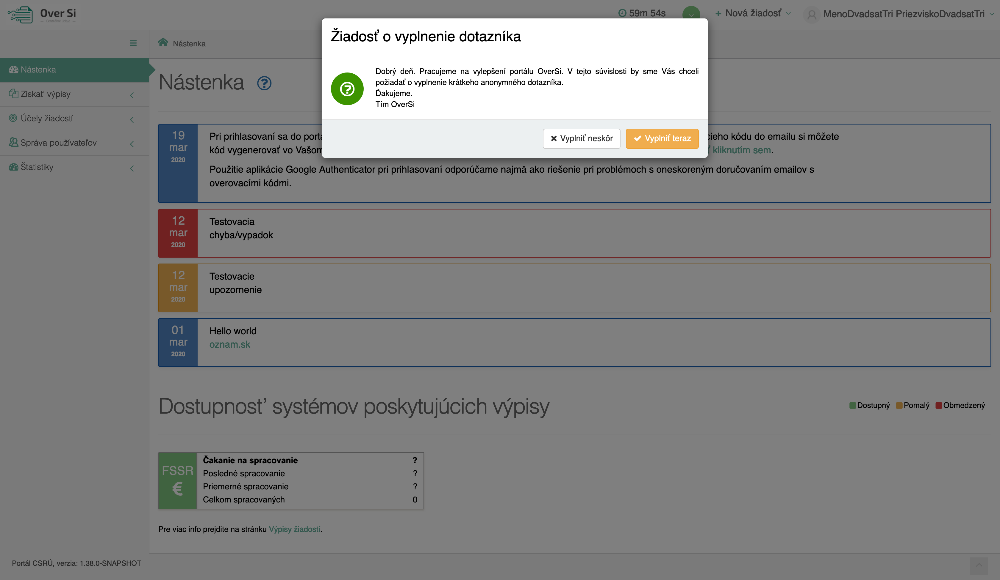 Over Si
Centrálne údaje
59m 54s
Nová žiadosť
MenoDvadsatTri PriezviskoDvadsatTri
Žiadosť o vyplnenie dotazníka
Dobrý deň. Pracujeme na vylepšení portálu OverSi. V tejto súvislosti by sme Vás chceli
požiadať o vyplnenie krátkeho anonymného dotazníka.
Ďakujeme.
Tím OverSi
Vyplniť neskôr
Vyplniť teraz
Nástenka
Nástenka
Získať výpisy
Účely žiadostí
Správa používateľov
Štatistiky
Nástenka
19
mar
2020
Pri prihlasovaní sa do kódu do emailu si môžete
kód vygenerovať vo kliknutím sem.
Použitie aplikácie Google Authenticator pri prihlasovaní odporúčame najmä ako riešenie pri problémoch s oneskoreným doručovaním emailov s
overovacími kódmi.
12
mar
2020
Testovacia
chyba/vypadok
12
mar
2020
Testovacie
upozornenie
01
mar
2020
Hello world
oznam.sk
Dostupnosť systémov poskytujúcich výpisy
Dostupný Pomalý Obmedzený
FSSR
€
Čakanie na spracovanie ?
Posledné spracovanie ?
Priemerné spracovanie ?
Celkom spracovaných 0
Pre viac info prejdite na stránku Výpisy žiadostí.
Portál CSRÚ, verzia: 1.38.0-SNAPSHOT